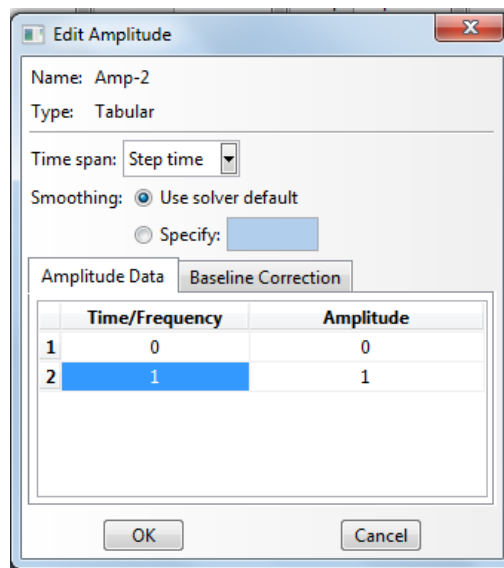 Edit Amplitude
Name: Amp-2
Type: Tabular
Time span: Step time
Smoothing: Use solver default
Specify:
Amplitude Data Baseline Correction
Time/Frequency Amplitude
1 0 0
2 1 1
OK Cancel